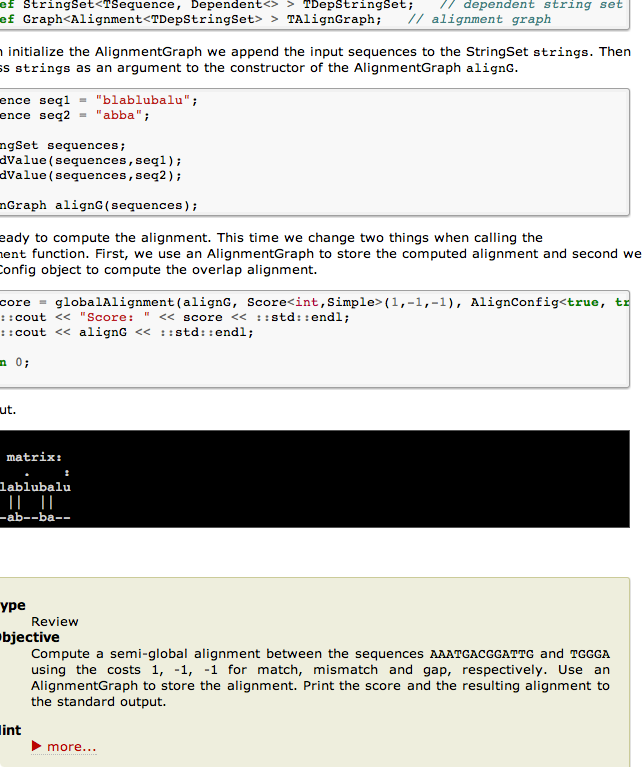 ef StringSet<TSequence, Dependent<> > TDepStringSet;   // dependent string set
ef Graph<Alignment<TDepStringSet> > TAlignGraph;   // alignment graph
n initialize the AlignmentGraph we append the input sequences to the StringSet strings. Then
ss strings as an argument to the constructor of the AlignmentGraph alignG.
ence seq1 = "blablubalu";
ence seq2 = "abba";
ngSet sequences;
dValue(sequences,seq1);
dValue(sequences,seq2);
nGraph alignG(sequences);
eady to compute the alignment. This time we change two things when calling the
ment function. First, we use an AlignmentGraph to store the computed alignment and second we
Config object to compute the overlap alignment.
core = globalAlignment(alignG, Score<int,Simple>(1,-1,-1), AlignConfig<true, tr
::cout << "Score: " << score << ::std::endl;
::cout << alignG << ::std::endl;
n 0;
ut.
matrix:
.    :
lablubalu
||  ||
-ab--ba--
ype
Review
bjective
Compute a semi-global alignment between the sequences AAATGACGGATTG and TGGGA
using the costs 1, -1, -1 for match, mismatch and gap, respectively. Use an
AlignmentGraph to store the alignment. Print the score and the resulting alignment to
the standard output.
int
▶ more...